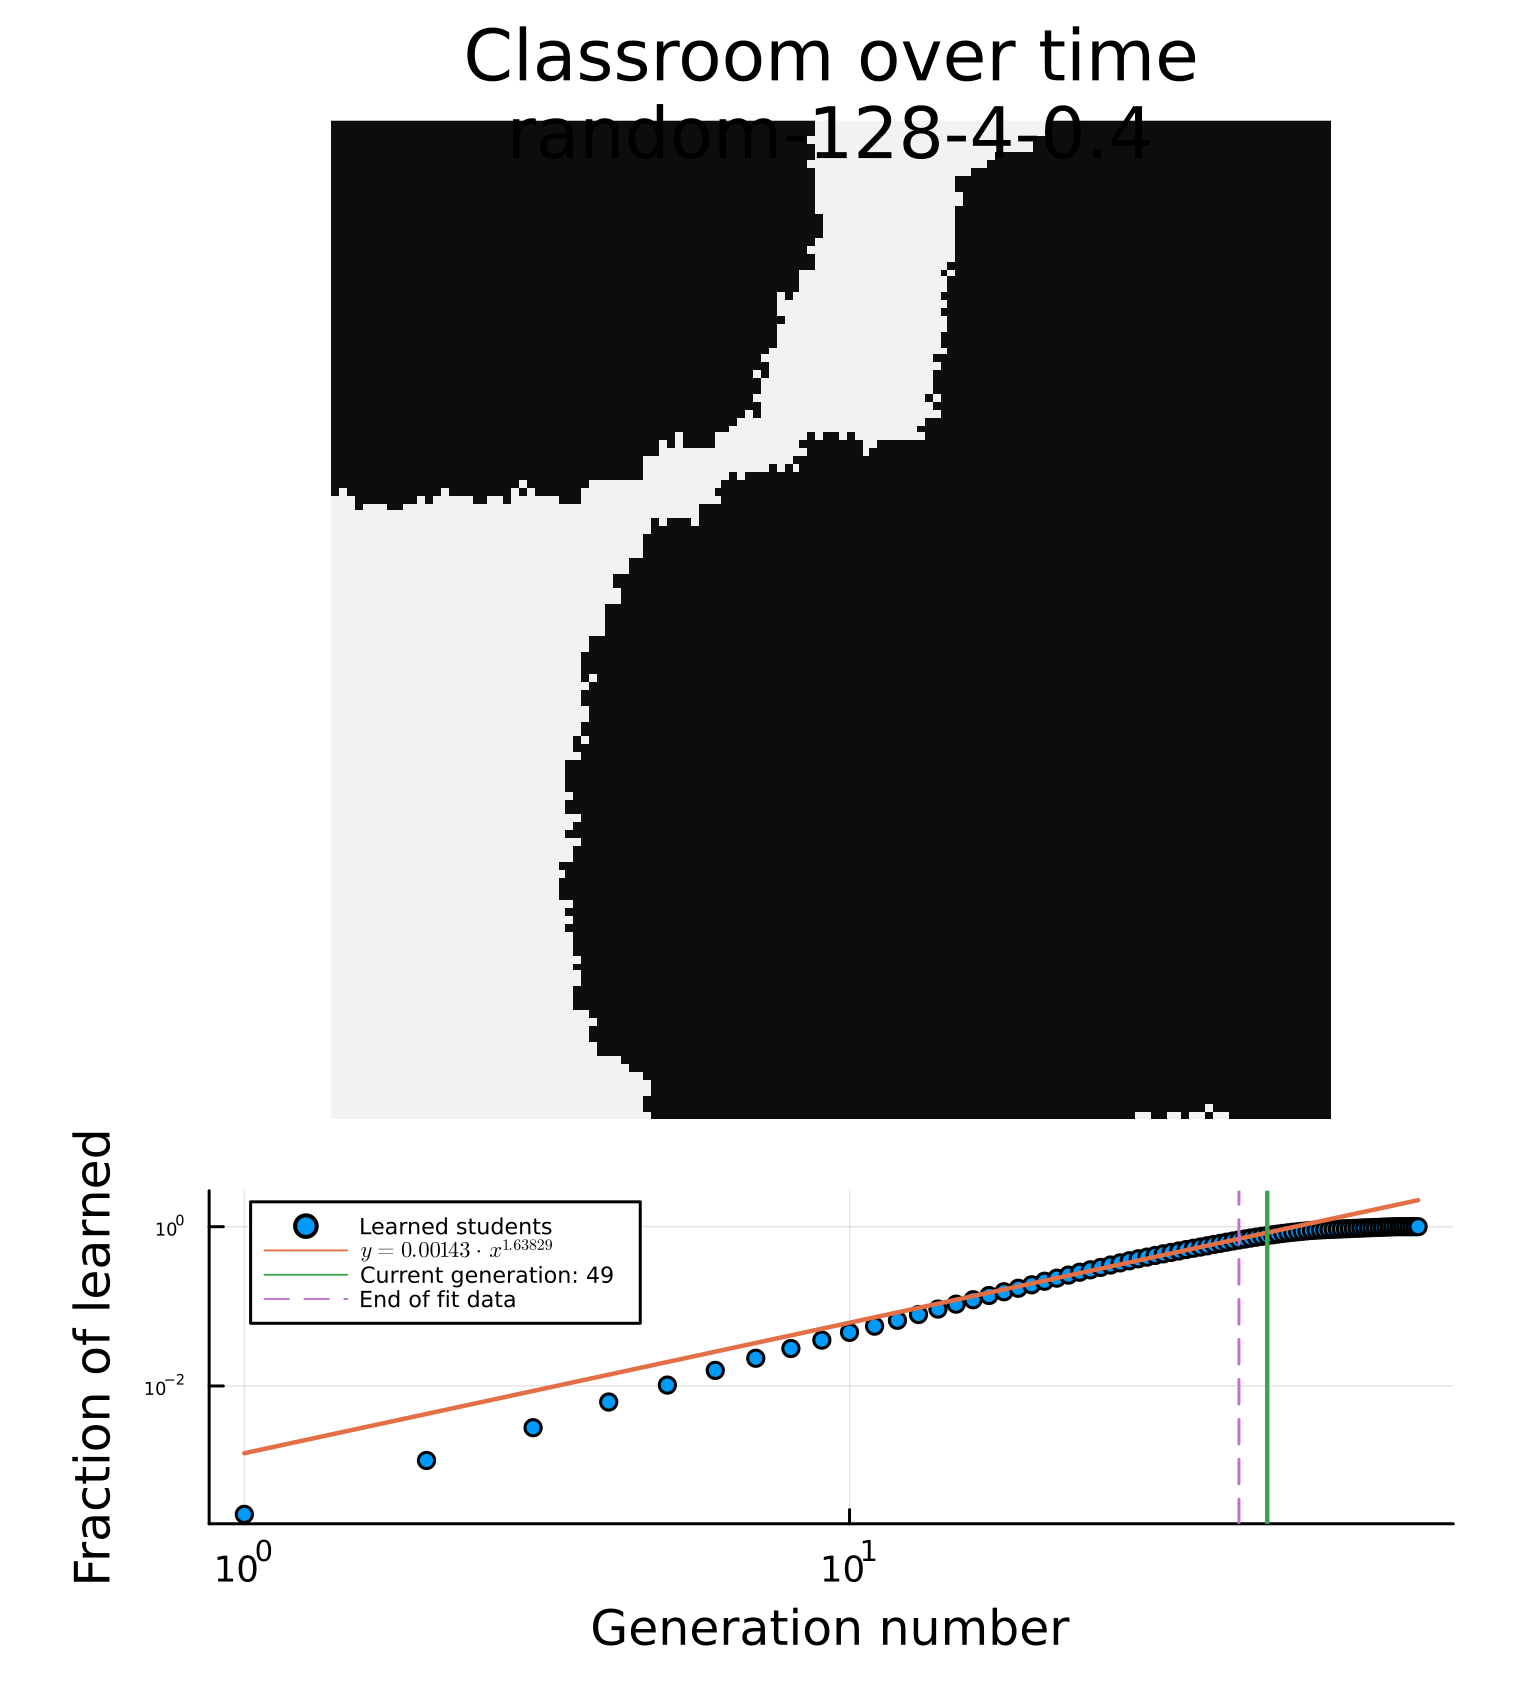 Classroom over time
random-128-4-0.4
Fraction of learned
10⁰
10⁻²
Learned students
y = 0.00143 · x^1.63829
Current generation: 49
End of fit data
10⁰
10¹
Generation number